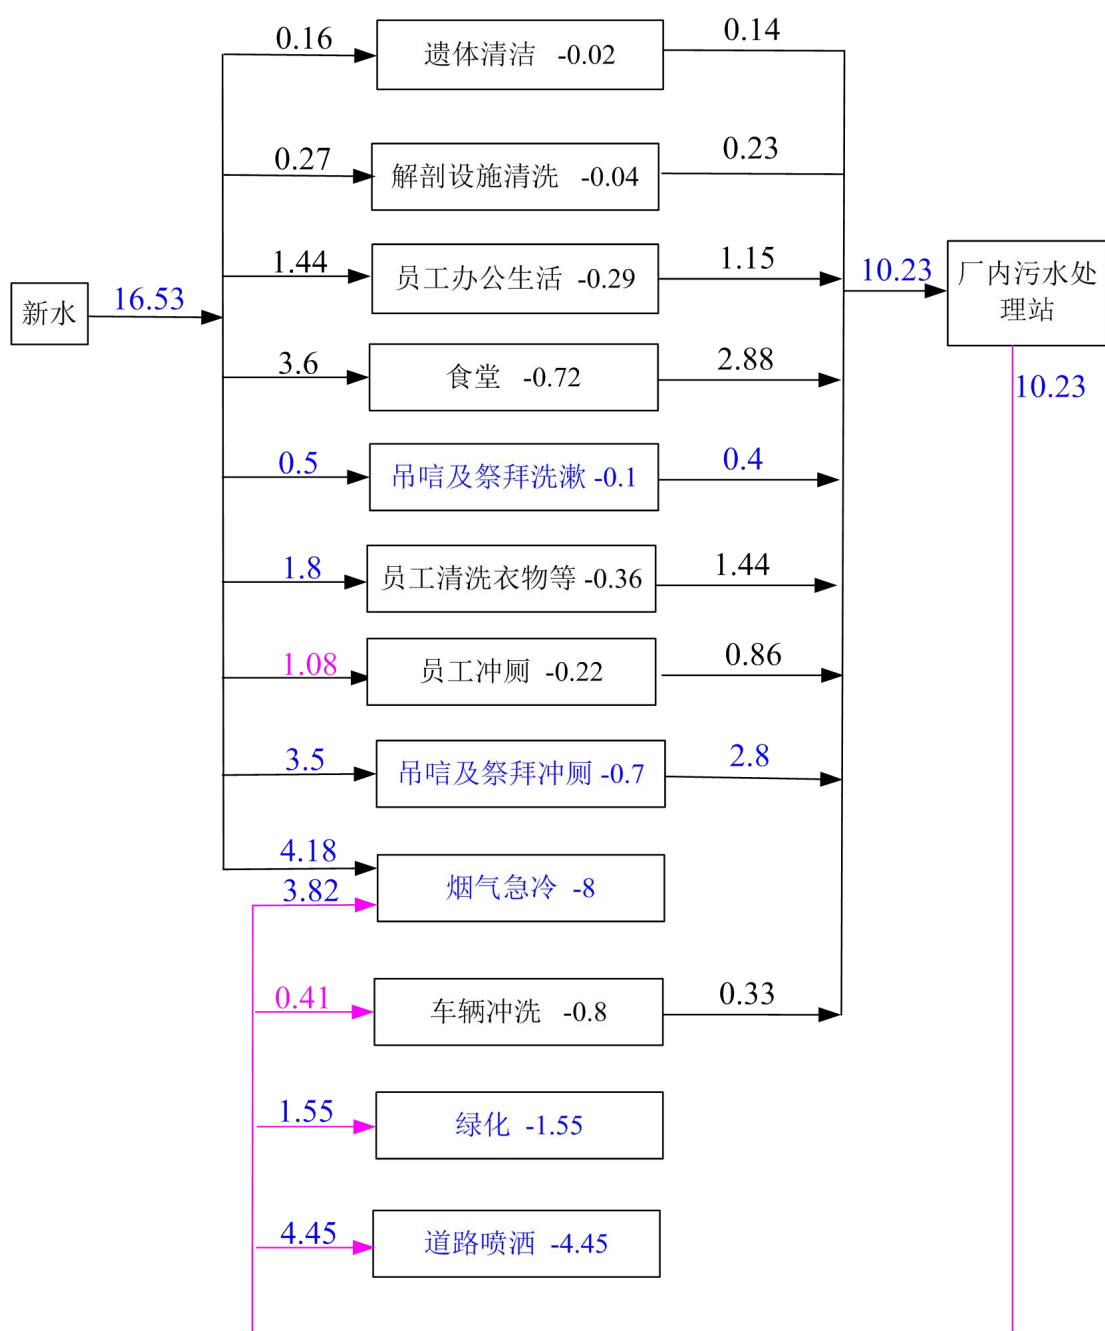 0.16
遗体清洁 -0.02
0.14
0.27
解剖设施清洗 -0.04
0.23
1.44
员工办公生活 -0.29
1.15
新水
16.53
10.23
厂内污水处
理站
3.6
食堂 -0.72
2.88
10.23
0.5
吊唁及祭拜洗漱 -0.1
0.4
1.8
员工清洗衣物等 -0.36
1.44
1.08
员工冲厕 -0.22
0.86
3.5
吊唁及祭拜冲厕 -0.7
2.8
4.18
3.82
烟气急冷 -8
0.41
车辆冲洗 -0.8
0.33
1.55
绿化 -1.55
4.45
道路喷洒 -4.45